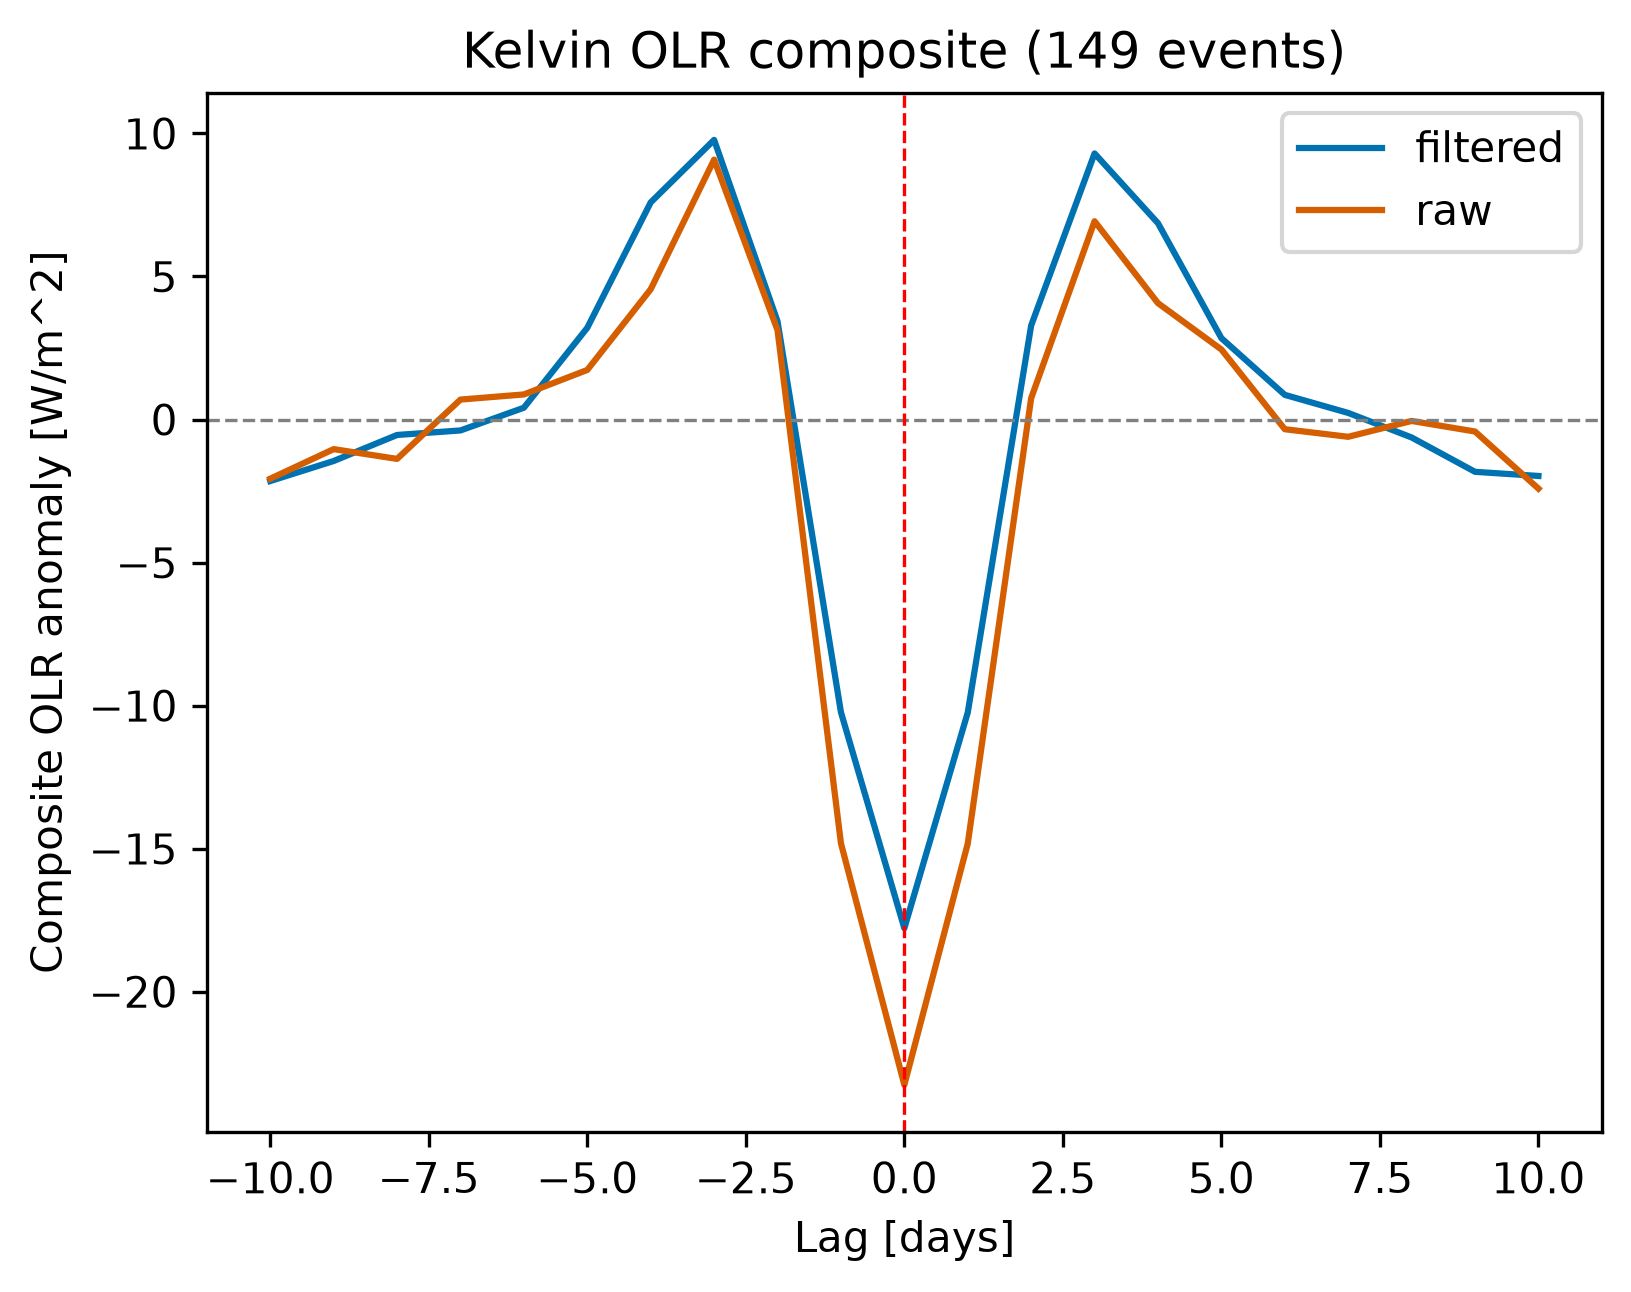 Kelvin OLR composite (149 events)
filtered
raw
10
5
0
−5
−10
−15
−20
Composite OLR anomaly [W/m^2]
−10.0 −7.5 −5.0 −2.5 0.0 2.5 5.0 7.5 10.0
Lag [days]